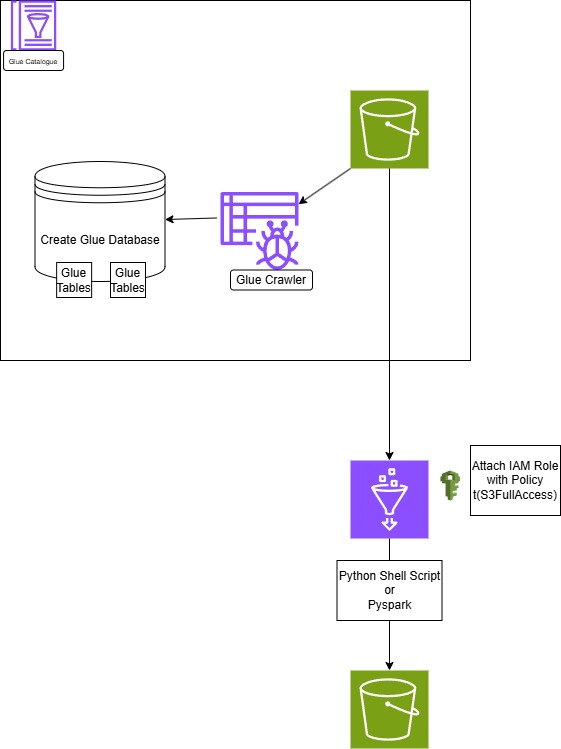 Glue Catalogue
Create Glue Database
Glue
Tables
Glue
Tables
Glue Crawler
Attach IAM Role
with Policy
t(S3FullAccess)
Python Shell Script
or
Pyspark